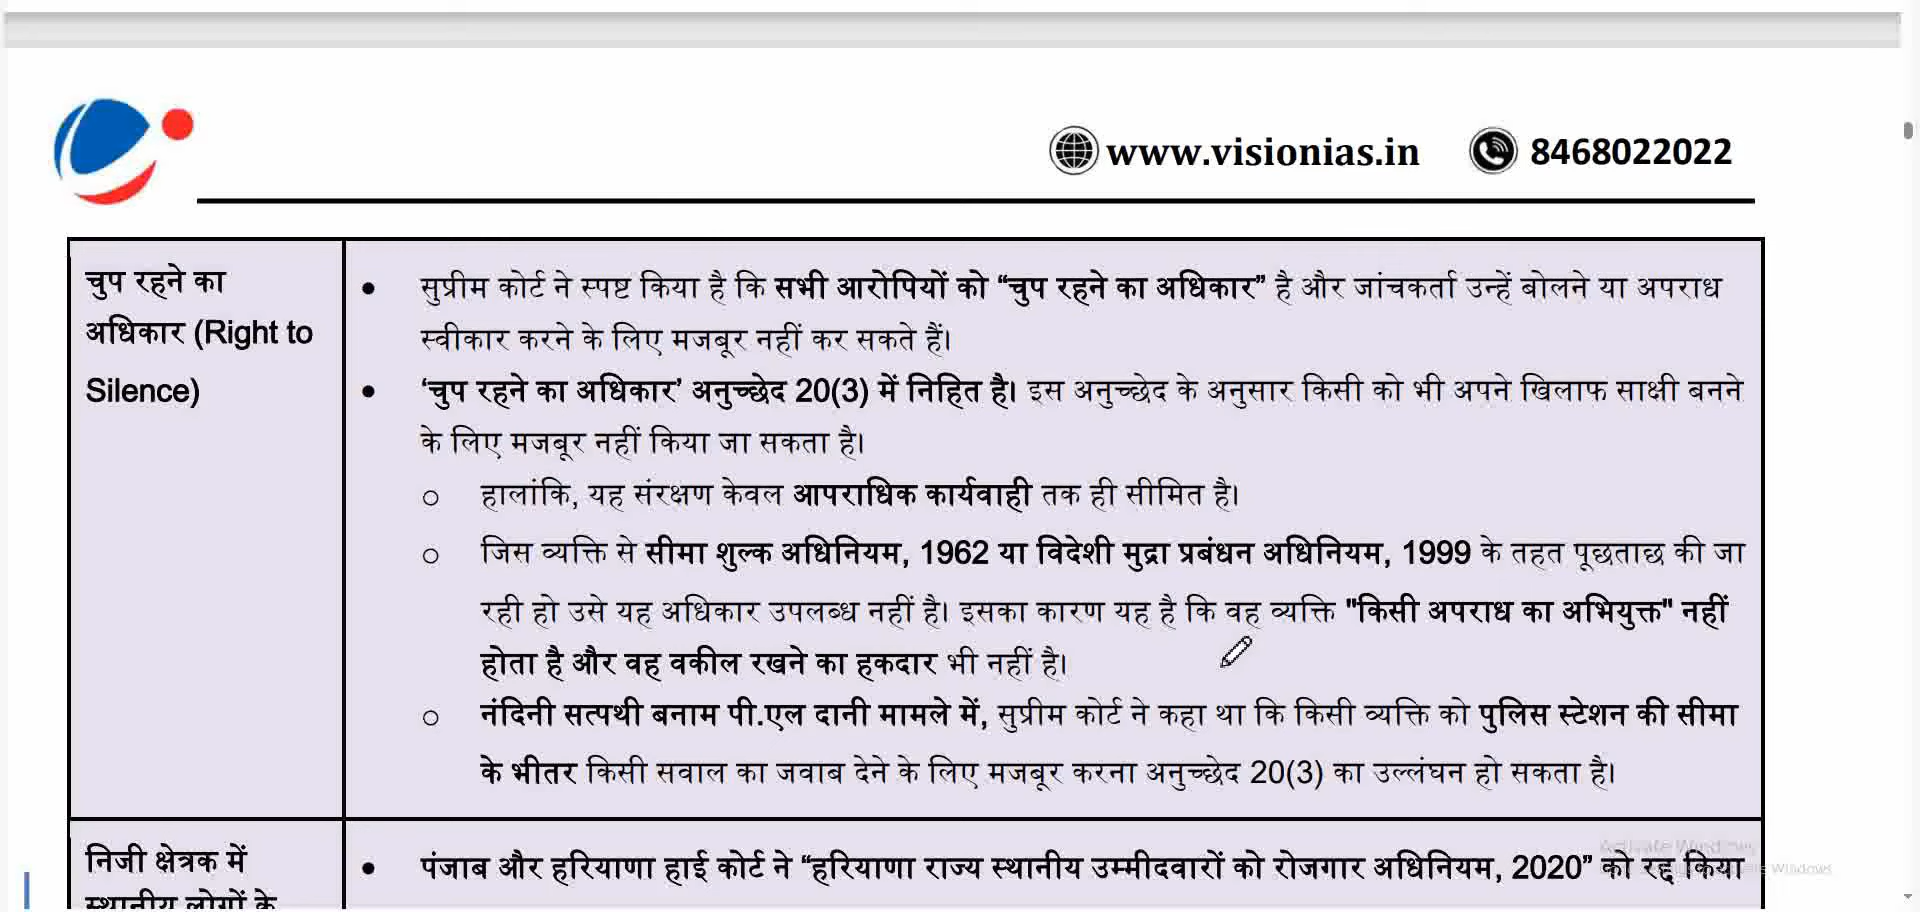 www.visionias.in 8468022022
चुप रहने का
अधिकार (Right to
Silence)
• सुप्रीम कोर्ट ने स्पष्ट किया है कि सभी आरोपियों को “चुप रहने का अधिकार” है और जांचकर्ता उन्हें बोलने या अपराध
स्वीकार करने के लिए मजबूर नहीं कर सकते हैं।
• ‘चुप रहने का अधिकार’ अनुच्छेद 20(3) में निहित है। इस अनुच्छेद के अनुसार किसी को भी अपने खिलाफ साक्षी बनने
के लिए मजबूर नहीं किया जा सकता है।
o हालांकि, यह संरक्षण केवल आपराधिक कार्यवाही तक ही सीमित है।
o जिस व्यक्ति से सीमा शुल्क अधिनियम, 1962 या विदेशी मुद्रा प्रबंधन अधिनियम, 1999 के तहत पूछताछ की जा
रही हो उसे यह अधिकार उपलब्ध नहीं है। इसका कारण यह है कि वह व्यक्ति "किसी अपराध का अभियुक्त" नहीं
होता है और वह वकील रखने का हकदार भी नहीं है।
o नंदिनी सत्पथी बनाम पी.एल दानी मामले में, सुप्रीम कोर्ट ने कहा था कि किसी व्यक्ति को पुलिस स्टेशन की सीमा
के भीतर किसी सवाल का जवाब देने के लिए मजबूर करना अनुच्छेद 20(3) का उल्लंघन हो सकता है।
निजी क्षेत्रक में
स्थानीय लोगों के
• पंजाब और हरियाणा हाई कोर्ट ने “हरियाणा राज्य स्थानीय उम्मीदवारों को रोजगार अधिनियम, 2020” को रद्द किया
Activate Windows